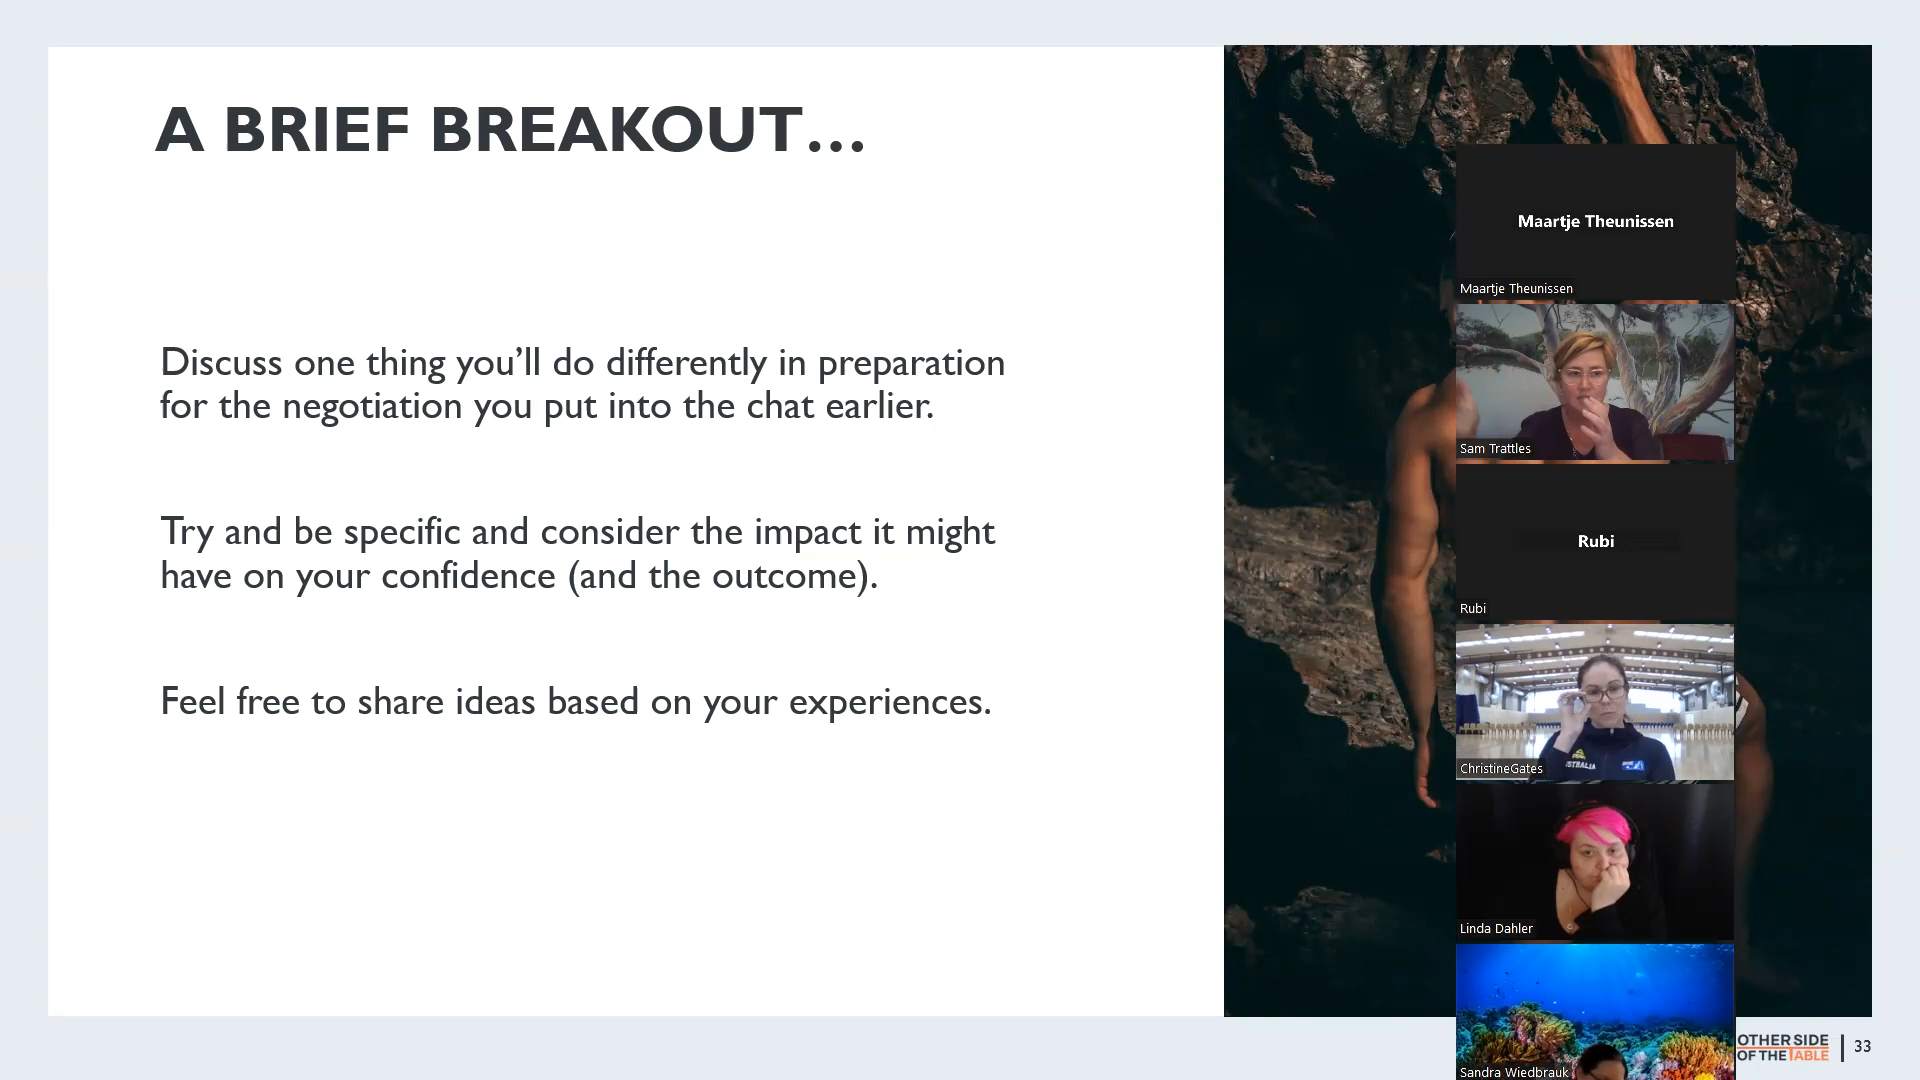 A BRIEF BREAKOUT…
Discuss one thing you’ll do differently in preparation
for the negotiation you put into the chat earlier.
Try and be specific and consider the impact it might
have on your confidence (and the outcome).
Feel free to share ideas based on your experiences.
Maartje Theunissen
Maartje Theunissen
Sam Trattles
Rubi
Rubi
ChristineGates
Linda Dahler
Sandra Wiedbrauk
OTHER SIDE
OF THE TABLE
33